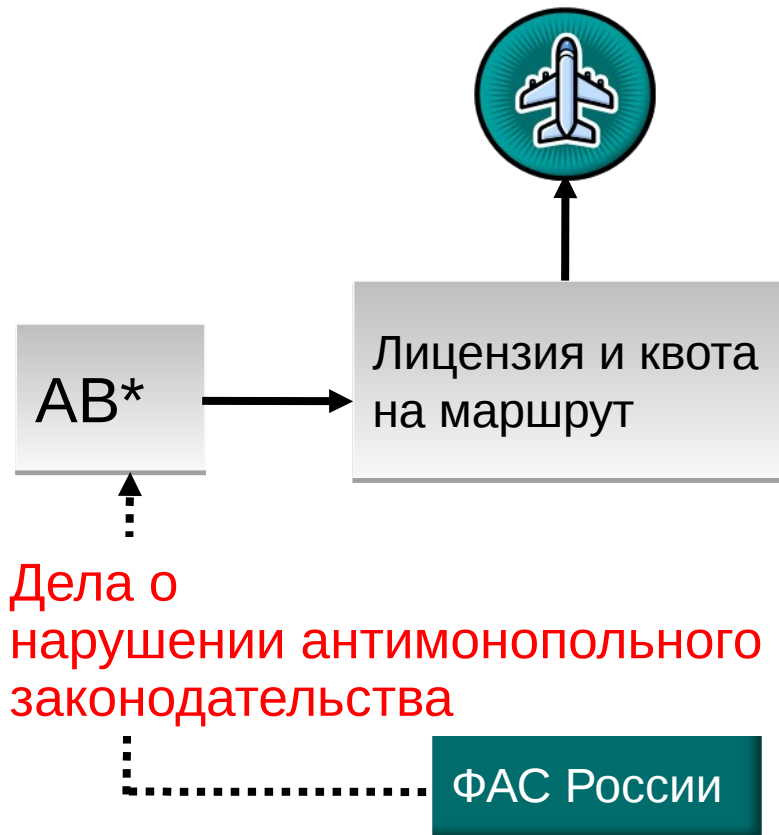 АВ*
Лицензия и квота
на маршрут
Дела о
нарушении антимонопольного
законодательства
ФАС России